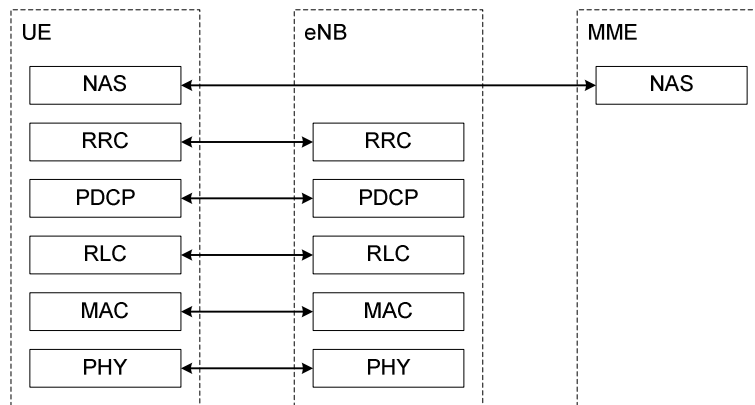 UE eNB MME
NAS NAS
RRC RRC
PDCP PDCP
RLC RLC
MAC MAC
PHY PHY